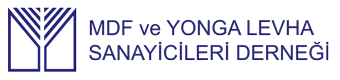 MDF ve YONGA LEVHA
SANAYİCİLERİ DERNEĞİ